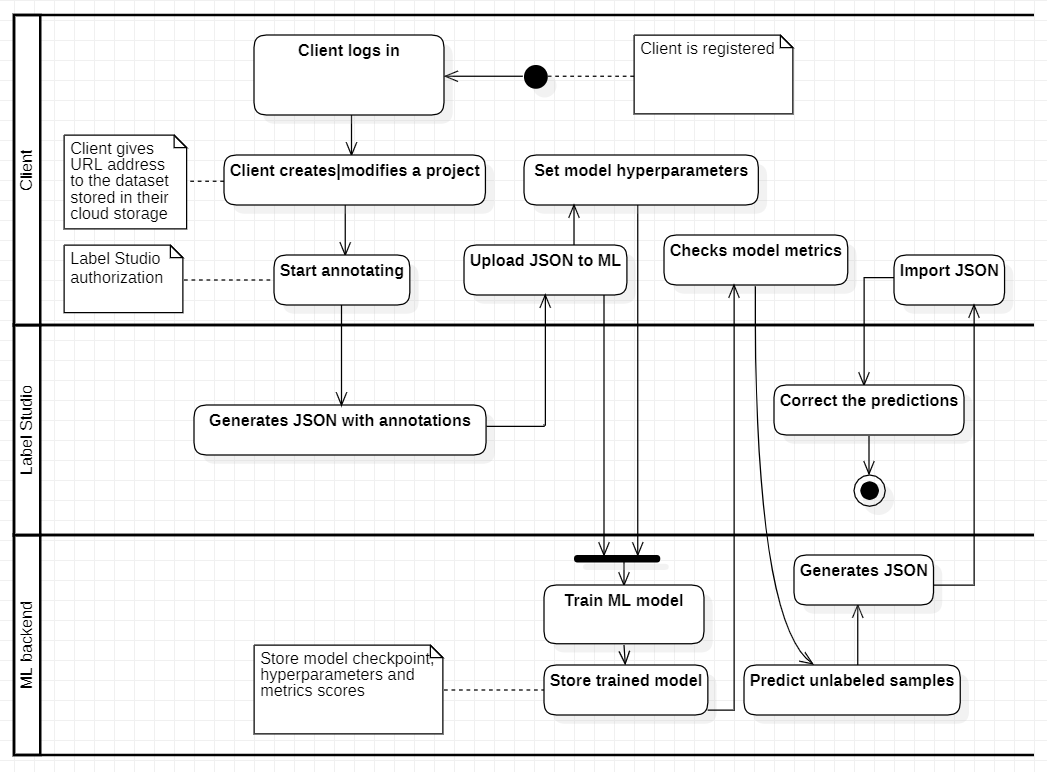 Client
Client logs in
Client is registered
Client gives
URL address
to the dataset
stored in their
cloud storage
Client creates|modifies a project
Set model hyperparameters
Label Studio
authorization
Start annotating
Upload JSON to ML
Checks model metrics
Import JSON
Label Studio
Generates JSON with annotations
Correct the predictions
ML backend
Generates JSON
Train ML model
Store model checkpoint,
hyperparameters and
metrics scores
Store trained model
Predict unlabeled samples